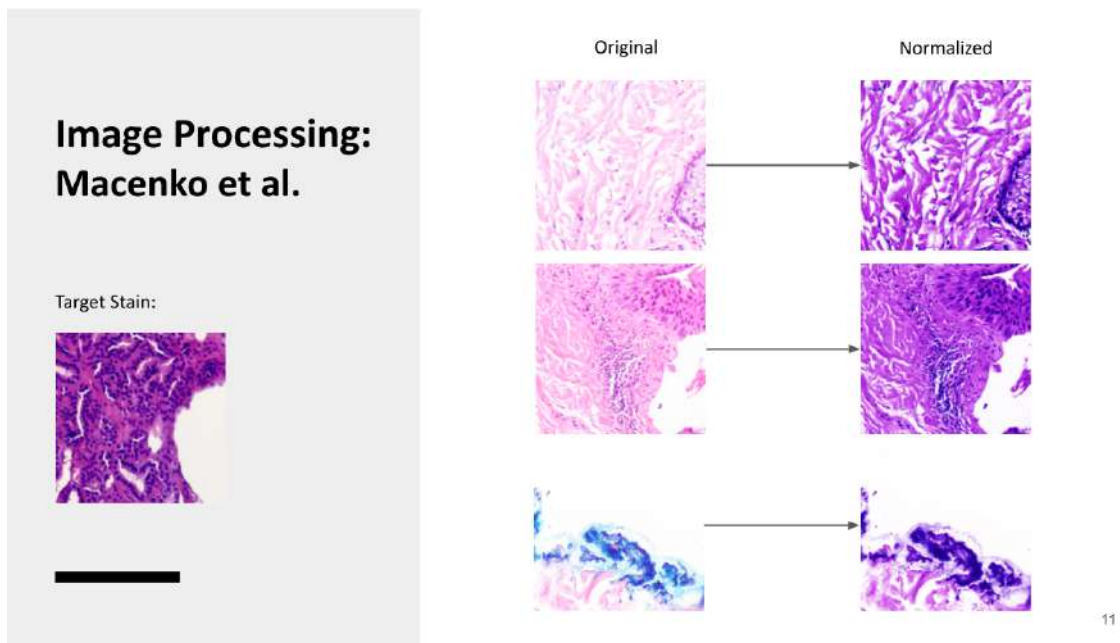 Image Processing:
Macenko et al.
Target Stain:
Original
Normalized
11